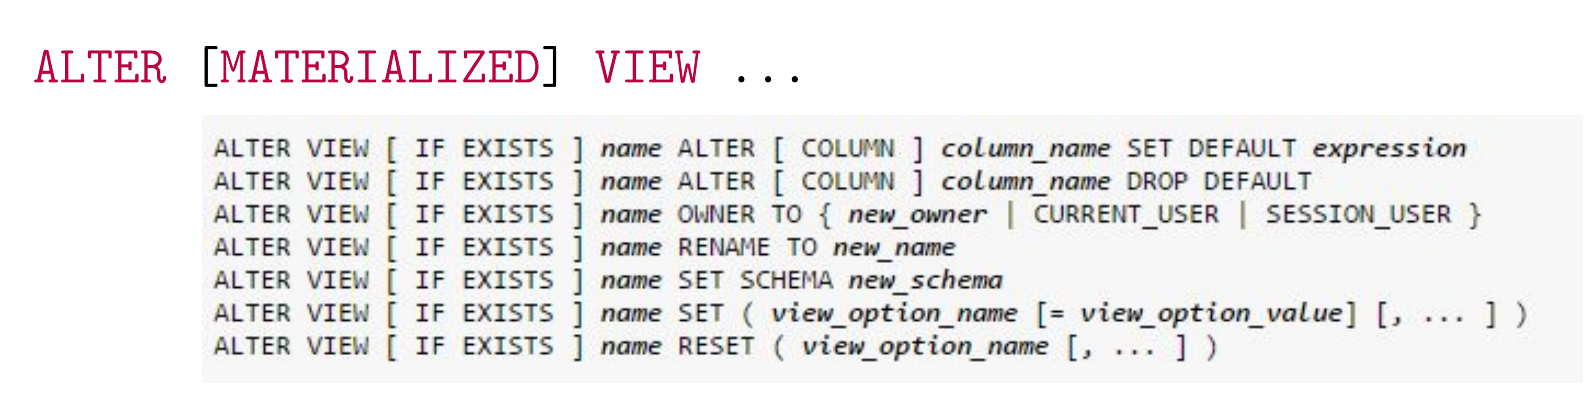 ALTER [MATERIALIZED] VIEW ...
ALTER VIEW [ IF EXISTS ] name ALTER [ COLUMN ] column_name SET DEFAULT expression
ALTER VIEW [ IF EXISTS ] name ALTER [ COLUMN ] column_name DROP DEFAULT
ALTER VIEW [ IF EXISTS ] name OWNER TO { new_owner | CURRENT_USER | SESSION_USER }
ALTER VIEW [ IF EXISTS ] name RENAME TO new_name
ALTER VIEW [ IF EXISTS ] name SET SCHEMA new_schema
ALTER VIEW [ IF EXISTS ] name SET ( view_option_name [= view_option_value] [, ... ] )
ALTER VIEW [ IF EXISTS ] name RESET ( view_option_name [, ... ] )